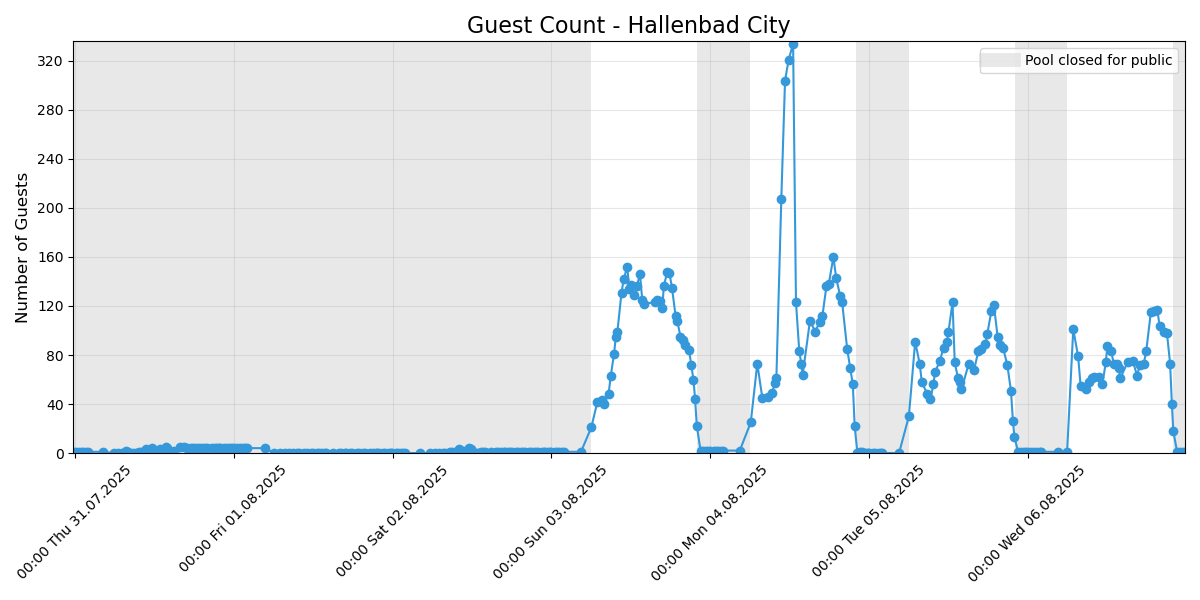 Guest Count - Hallenbad City
Pool closed for public
Number of Guests
320
280
240
200
160
120
80
40
0
00:00 Thu 31.07.2025
00:00 Fri 01.08.2025
00:00 Sat 02.08.2025
00:00 Sun 03.08.2025
00:00 Mon 04.08.2025
00:00 Tue 05.08.2025
00:00 Wed 06.08.2025